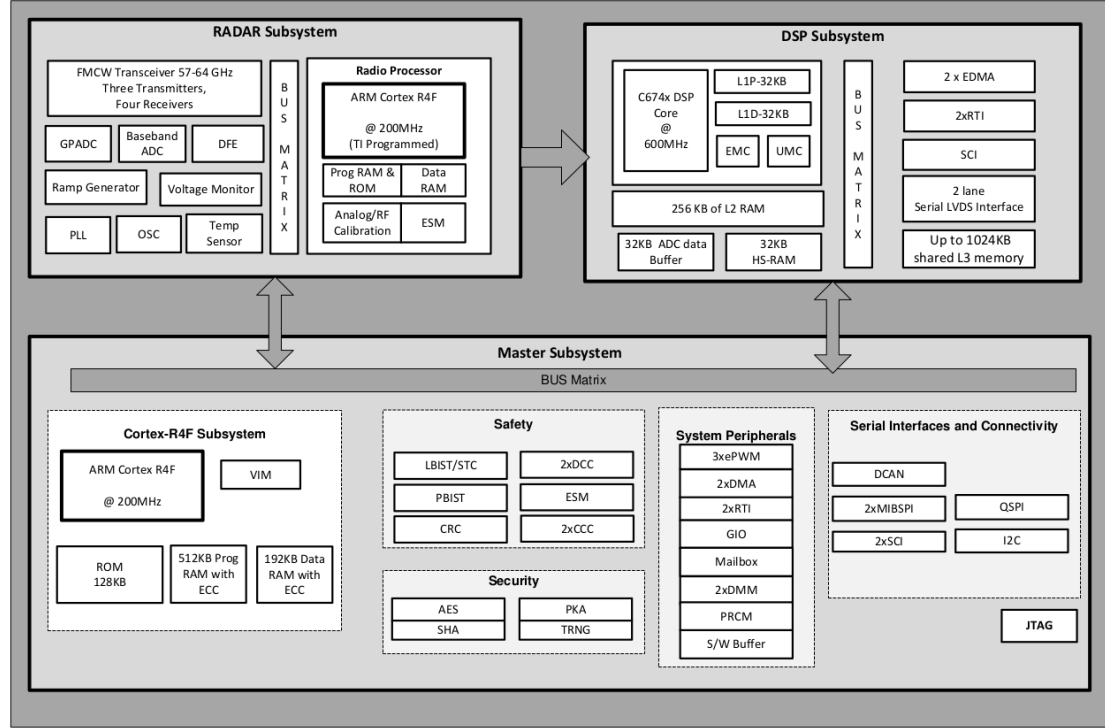 RADAR Subsystem
FMCW Transceiver 57-64 GHz
Three Transmitters,
Four Receivers
GPADC
Baseband
ADC
DFE
Ramp Generator
Voltage Monitor
PLL
OSC
Temp
Sensor
B
U
S
M
A
T
R
I
X
Radio Processor
ARM Cortex R4F
@ 200MHz
(TI Programmed)
Prog RAM &
ROM
Data
RAM
Analog/RF
Calibration
ESM
DSP Subsystem
C674x DSP
Core
@
600MHz
L1P-32KB
L1D-32KB
EMC
UMC
256 KB of L2 RAM
32KB ADC data
Buffer
32KB
HS-RAM
B
U
S
M
A
T
R
I
X
2 x EDMA
2xRTI
SCI
2 lane
Serial LVDS Interface
Up to 1024KB
shared L3 memory
Master Subsystem
BUS Matrix
Cortex-R4F Subsystem
ARM Cortex R4F
@ 200MHz
VIM
ROM
128KB
512KB Prog
RAM with
ECC
192KB Data
RAM with
ECC
Safety
LBIST/STC
2xDCC
PBIST
ESM
CRC
2xCCC
Security
AES
PKA
SHA
TRNG
System Peripherals
3xePWM
2xDMA
2xRTI
GIO
Mailbox
2xDMM
PRCM
S/W Buffer
Serial Interfaces and Connectivity
DCAN
2xMIBSPI
QSPI
2xSCI
I2C
JTAG